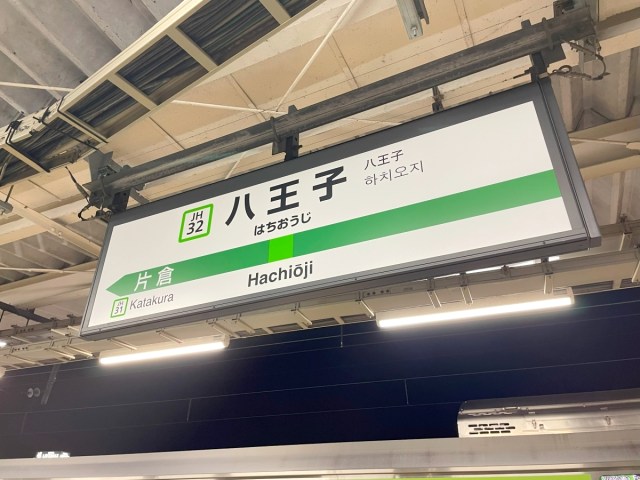 JH
32
八王子
はちおうじ
八王子
하치오지
片倉
JH
31
Katakura
Hachiōji